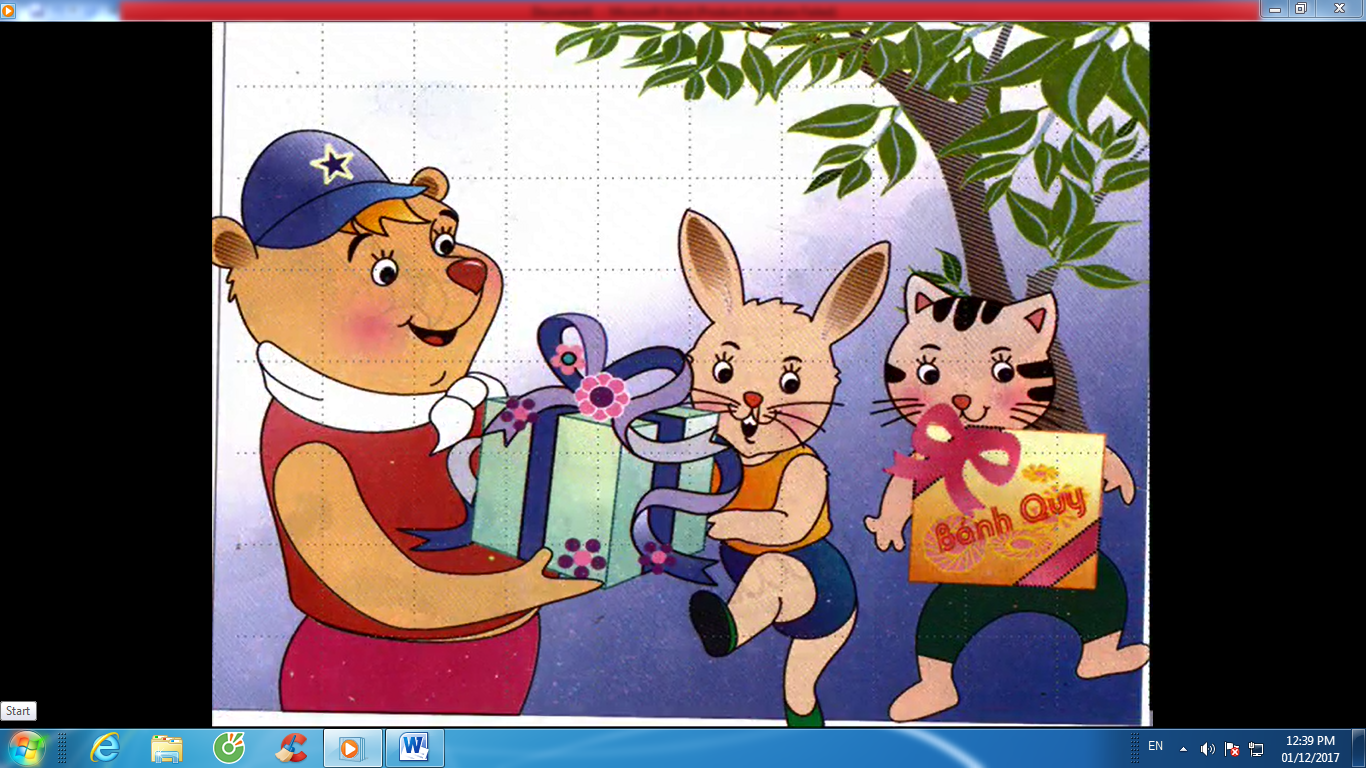 Bánh Quy
Start
EN
12:39 PM
01/12/2017